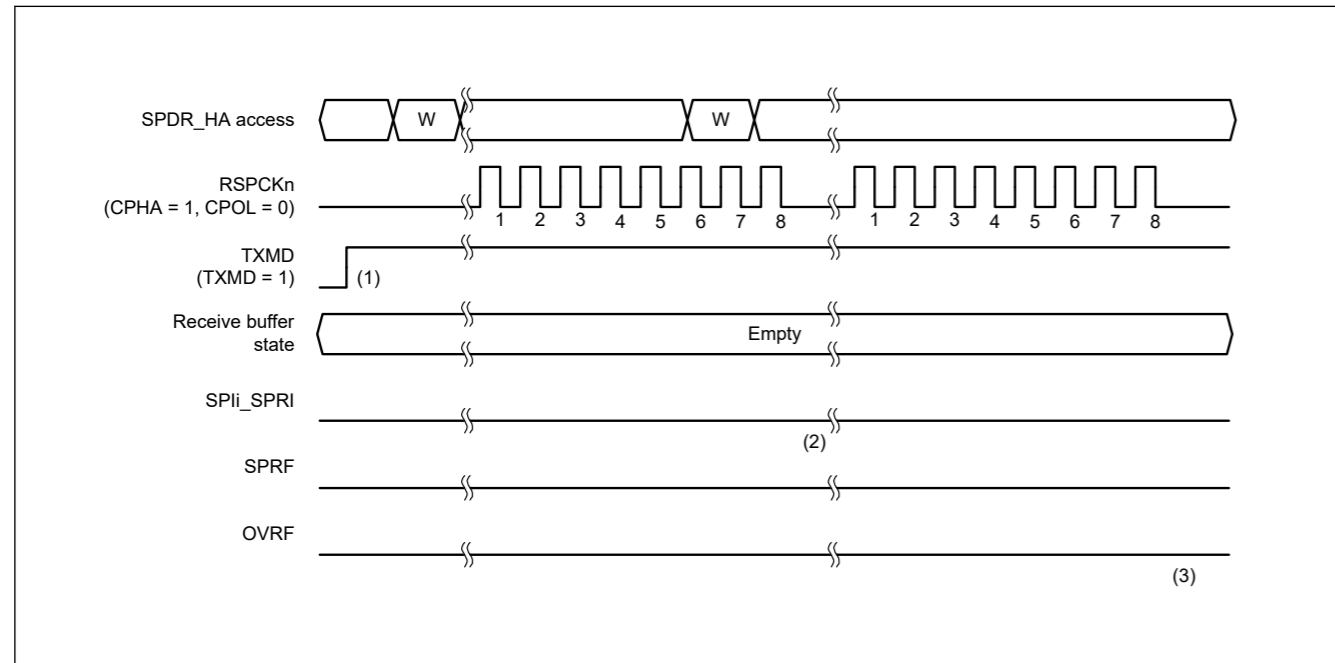 SPDR_HA access
W
W
RSPCKn
(CPHA = 1, CPOL = 0)
1 2 3 4 5 6 7 8
1 2 3 4 5 6 7 8
TXMD
(TXMD = 1)
(1)
Receive buffer
state
Empty
SPIi_SPRI
(2)
SPRF
OVRF
(3)